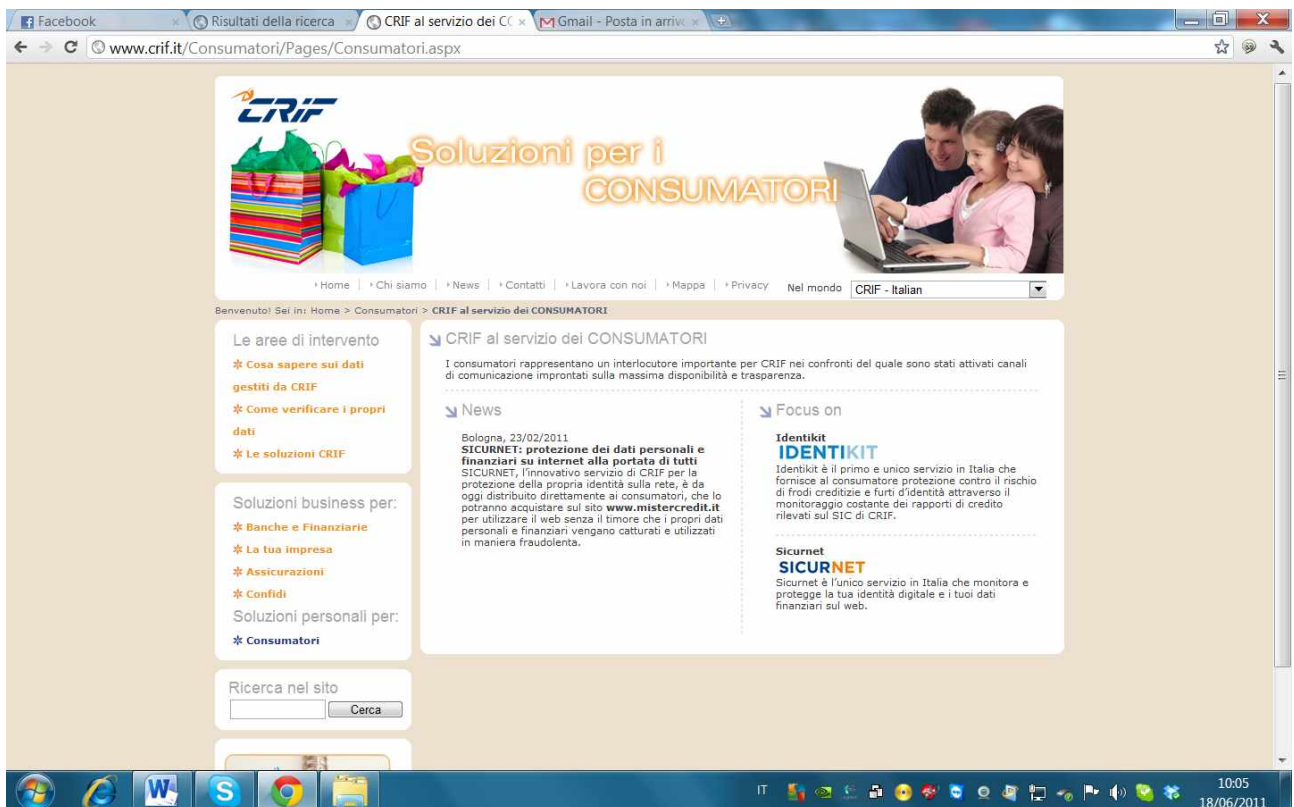 Facebook
Risultati della ricerca
CRIF al servizio dei CC
Gmail - Posta in arriv
www.crif.it/Consumatori/Pages/Consumatori.aspx
CRIF
Soluzioni per i
CONSUMATORI
Home | Chi siamo | News | Contatti | Lavora con noi | Mappa | Privacy Nel mondo CRIF - Italian
Benvenuto! Sei in: Home > Consumatori > CRIF al servizio dei CONSUMATORI
Le aree di intervento
Cosa sapere sui dati
gestiti da CRIF
Come verificare i propri
dati
Le soluzioni CRIF
Soluzioni business per:
Banche e Finanziarie
La tua impresa
Assicurazioni
Confidi
Soluzioni personali per:
Consumatori
Ricerca nel sito
Cerca
CRIF al servizio dei CONSUMATORI
I consumatori rappresentano un interlocutore importante per CRIF nei confronti del quale sono stati attivati canali
di comunicazione improntati sulla massima disponibilità e trasparenza.
News
Bologna, 23/02/2011
SICURNET: protezione dei dati personali e
finanziari su internet alla portata di tutti
SICURNET, l'innovativo servizio di CRIF per la
protezione della propria identità sulla rete, è da
oggi distribuito direttamente ai consumatori, che lo
potranno acquistare sul sito www.mistercredit.it
per utilizzare il web senza il timore che i propri dati
personali e finanziari vengano catturati e utilizzati
in maniera fraudolenta.
Focus on
Identikit
IDENTIKIT
Identikit è il primo e unico servizio in Italia che
fornisce al consumatore protezione contro il rischio
di frodi creditizie e furti d'identità attraverso il
monitoraggio costante dei rapporti di credito
rilevati sul SIC di CRIF.
Sicurnet
SICURNET
Sicurnet è l'unico servizio in Italia che monitora e
protegge la tua identità digitale e i tuoi dati
finanziari sul web.
IT
10:05
18/06/2011